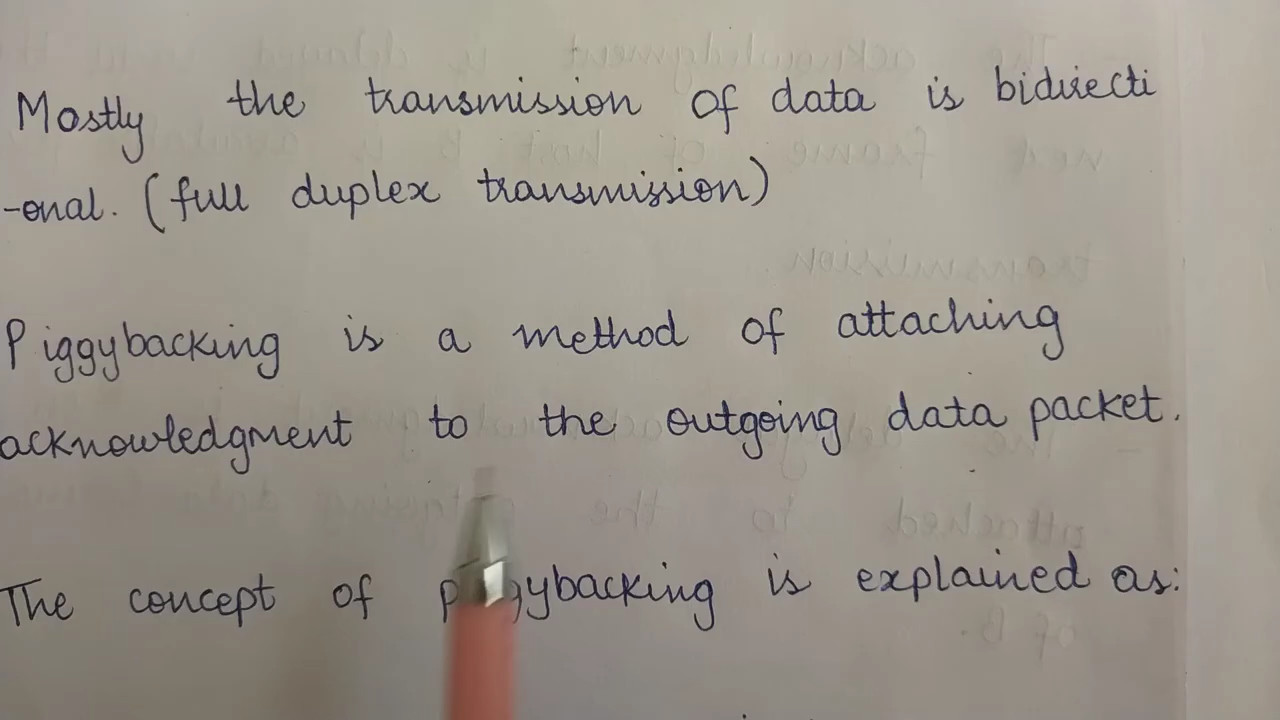 Mostly the transmission of data is bidirecti
-onal. (full duplex transmission)
Piggybacking is a method of attaching
acknowledgment to the outgoing data packet.
The concept of piggybacking is explained as: